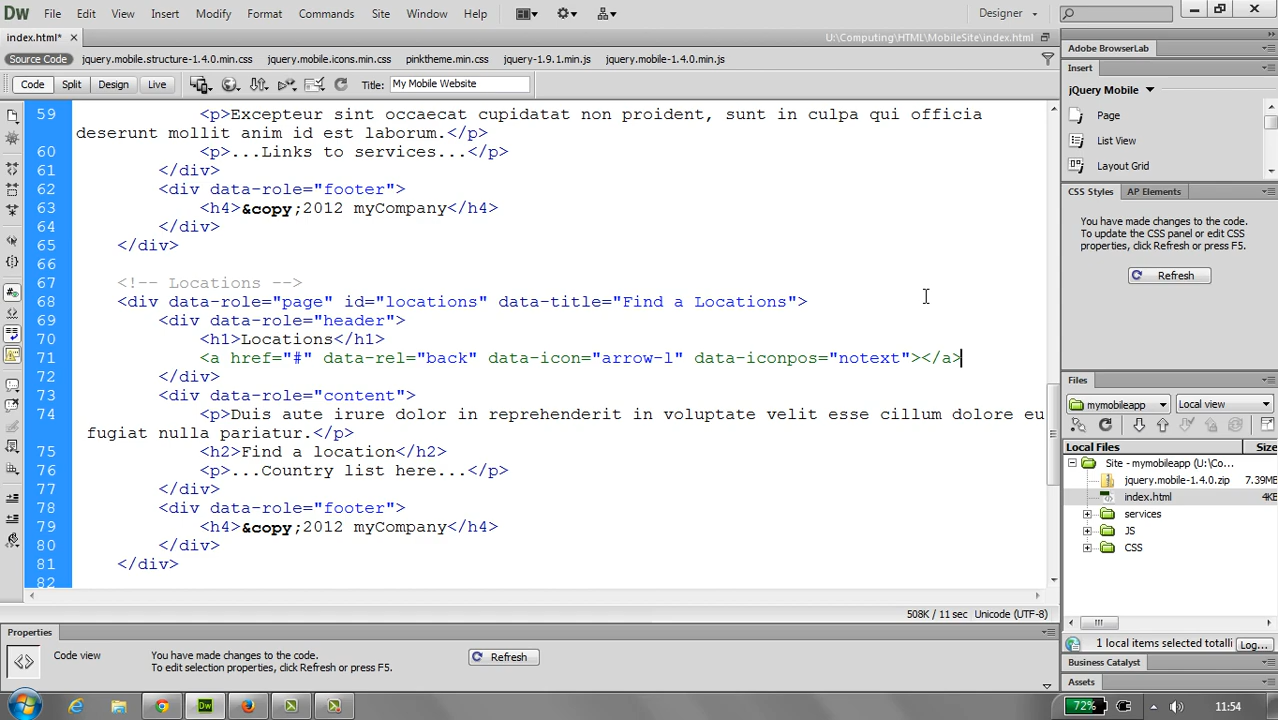 Dw File Edit View Insert Modify Format Commands Site Window Help Designer
index.html* U:\Computing\HTML\MobileSite\index.html
Source Code jquery.mobile.structure-1.4.0.min.css jquery.mobile.icons.min.css pinktheme.min.css jquery-1.9.1.min.js jquery.mobile-1.4.0.min.js
Code Split Design Live Title: My Mobile Website
59 <p>Excepteur sint occaecat cupidatat non proident, sunt in culpa qui officia
deserunt mollit anim id est laborum.</p>
60 <p>...Links to services...</p>
61 </div>
62 <div data-role="footer">
63 <h4>&copy;2012 myCompany</h4>
64 </div>
65 </div>
66
67 <!-- Locations -->
68 <div data-role="page" id="locations" data-title="Find a Locations">
69 <div data-role="header">
70 <h1>Locations</h1>
71 <a href="#" data-rel="back" data-icon="arrow-l" data-iconpos="notext"></a>
72 </div>
73 <div data-role="content">
74 <p>Duis aute irure dolor in reprehenderit in voluptate velit esse cillum dolore eu
fugiat nulla pariatur.</p>
75 <h2>Find a location</h2>
76 <p>...Country list here...</p>
77 </div>
78 <div data-role="footer">
79 <h4>&copy;2012 myCompany</h4>
80 </div>
81 </div>
82
508K / 11 sec Unicode (UTF-8)
Properties
Code view
You have made changes to the code.
To edit selection properties, click Refresh or press F5.
Refresh
Adobe BrowserLab
Insert
jQuery Mobile
Page
List View
Layout Grid
CSS Styles AP Elements
You have made changes to the code.
To update the CSS panel or edit CSS
properties, click Refresh or press F5.
Refresh
Files
mymobileapp Local view
Local Files Size
Site - mymobileapp (U:\Co...
jquery.mobile-1.4.0.zip 7.39MB
index.html 4KB
services
JS
CSS
1 local items selected totalli Log...
Business Catalyst
Assets
72% 11:54